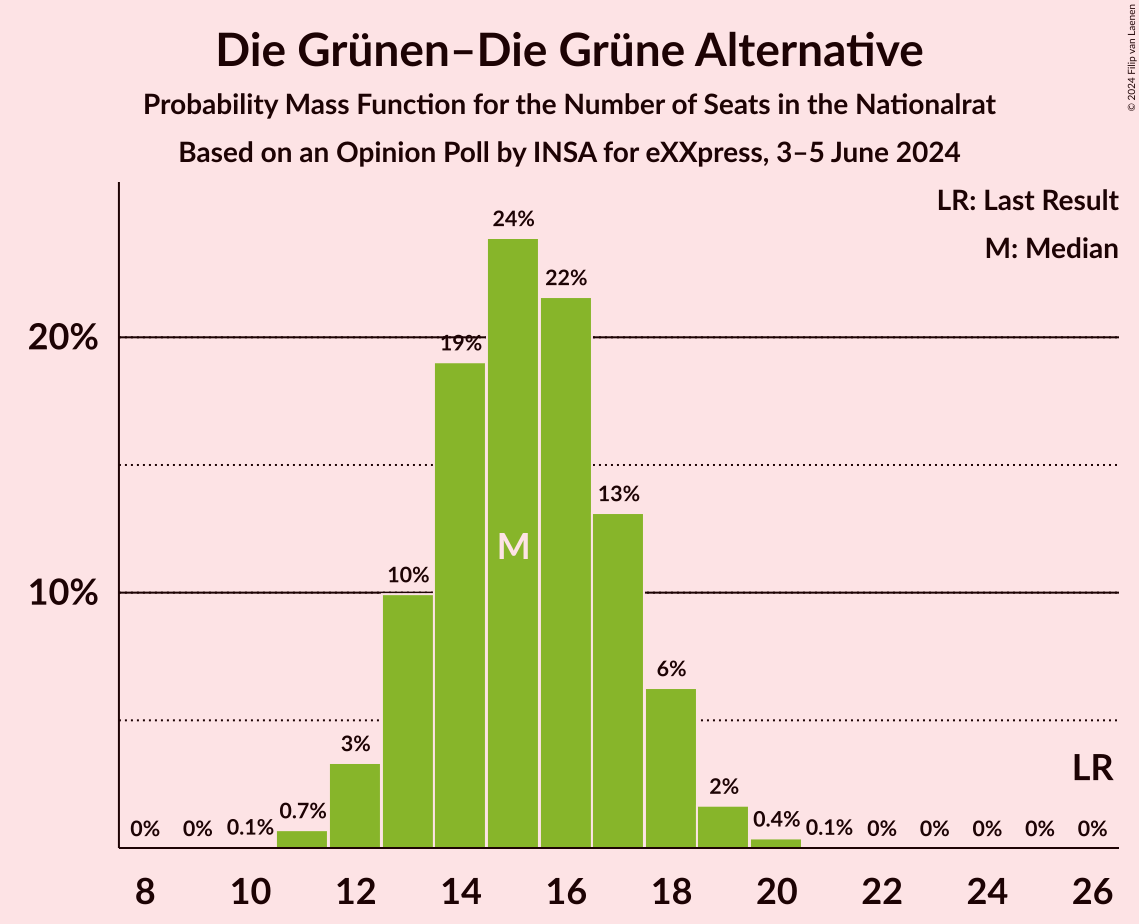 Die Grünen–Die Grüne Alternative
Probability Mass Function for the Number of Seats in the Nationalrat
Based on an Opinion Poll by INSA for eXXpress, 3–5 June 2024
© 2024 Filip van Laenen
LR: Last Result
M: Median
20%
10%
0%
0%
0.1%
0.7%
3%
10%
19%
24%
22%
13%
6%
2%
0.4%
0.1%
0%
0%
0%
0%
0%
M
LR
8 10 12 14 16 18 20 22 24 26